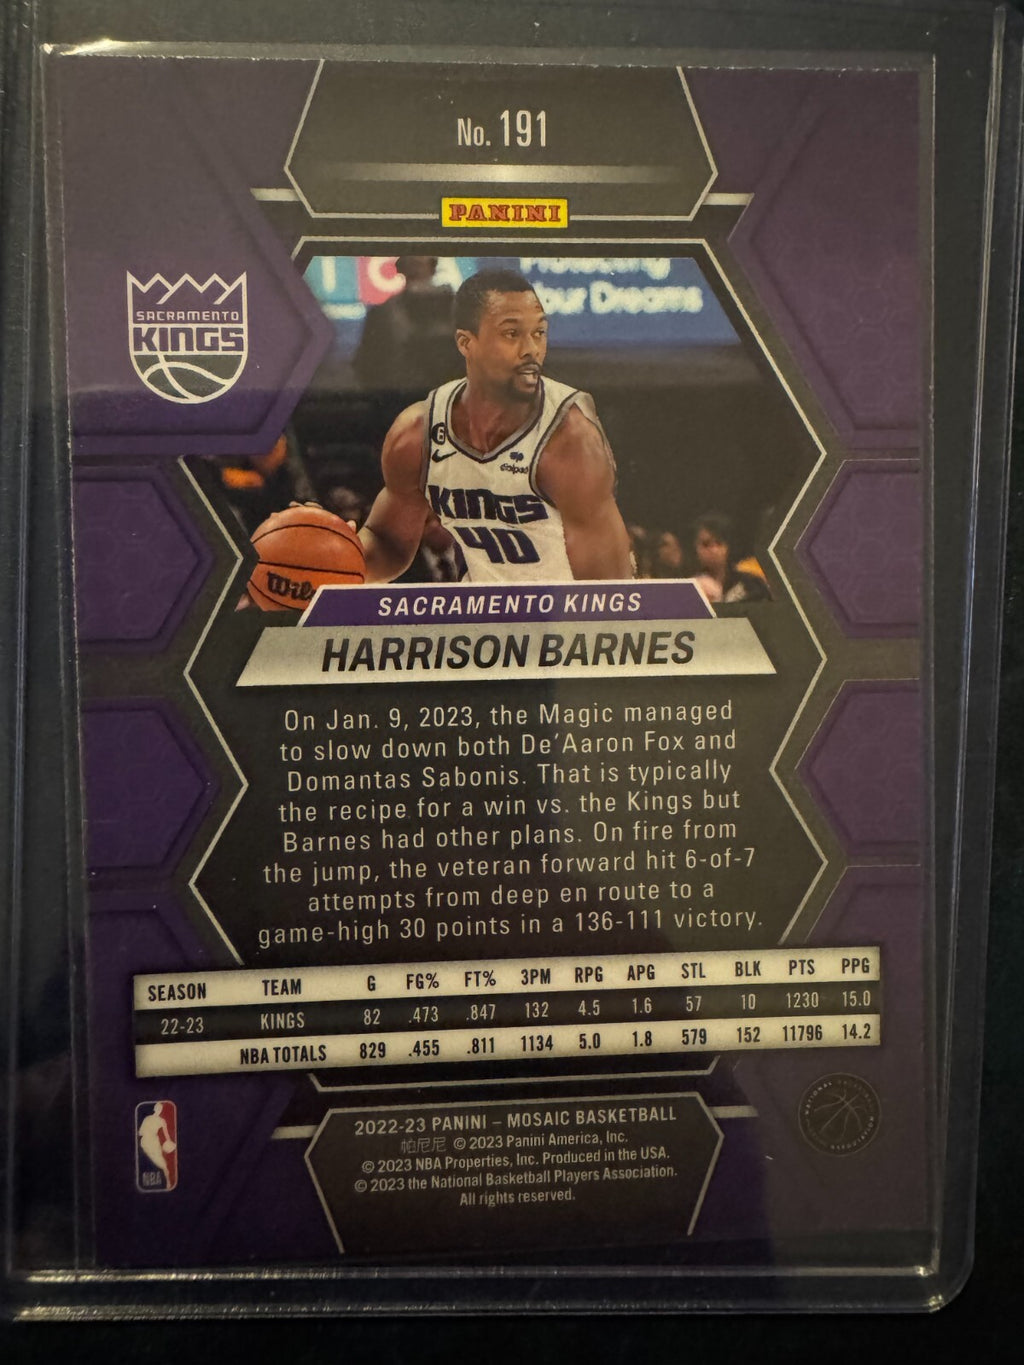 No. 191
PANINI
SACRAMENTO
KINGS
Your Dreams
6
KINGS
40
Wil
SACRAMENTO KINGS
HARRISON BARNES
On Jan. 9, 2023, the Magic managed
to slow down both De'Aaron Fox and
Domantas Sabonis. That is typically
the recipe for a win vs. the Kings but
Barnes had other plans. On fire from
the jump, the veteran forward hit 6-of-7
attempts from deep en route to a
game-high 30 points in a 136-111 victory.
SEASON TEAM G FG% FT% 3PM RPG APG STL BLK PTS PPG
22-23 KINGS 82 .473 .847 132 4.5 1.6 57 10 1230 15.0
NBA TOTALS 829 .455 .811 1134 5.0 1.8 579 152 11796 14.2
NBA
2022-23 PANINI – MOSAIC BASKETBALL
帕尼尼 © 2023 Panini America, Inc.
© 2023 NBA Properties, Inc. Produced in the USA.
© 2023 the National Basketball Players Association.
All rights reserved.